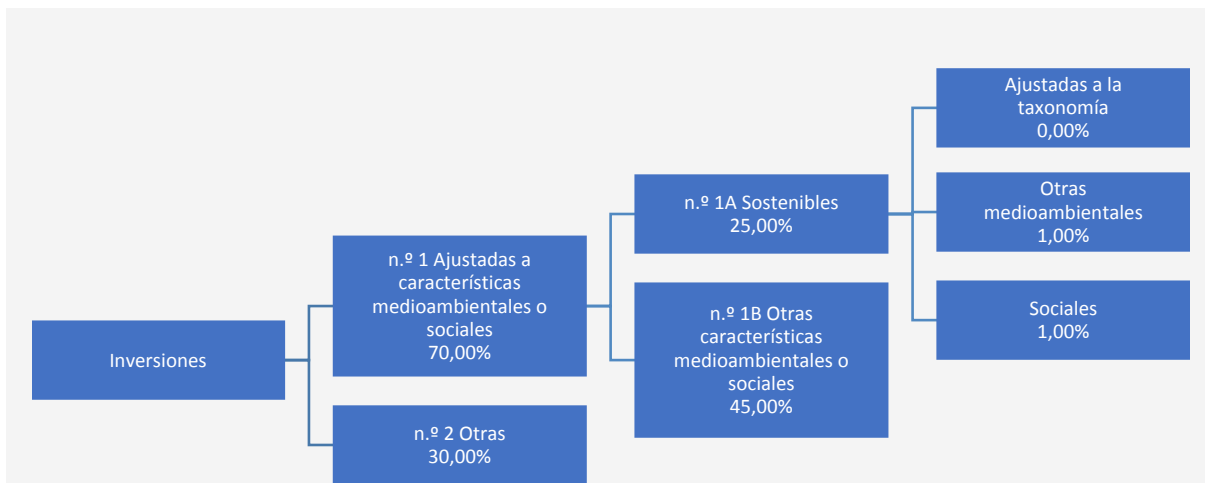 Inversiones
n.º 1 Ajustadas a
características
medioambientales o
sociales
70,00%
n.º 2 Otras
30,00%
n.º 1A Sostenibles
25,00%
n.º 1B Otras
características
medioambientales o
sociales
45,00%
Ajustadas a la
taxonomía
0,00%
Otras
medioambientales
1,00%
Sociales
1,00%